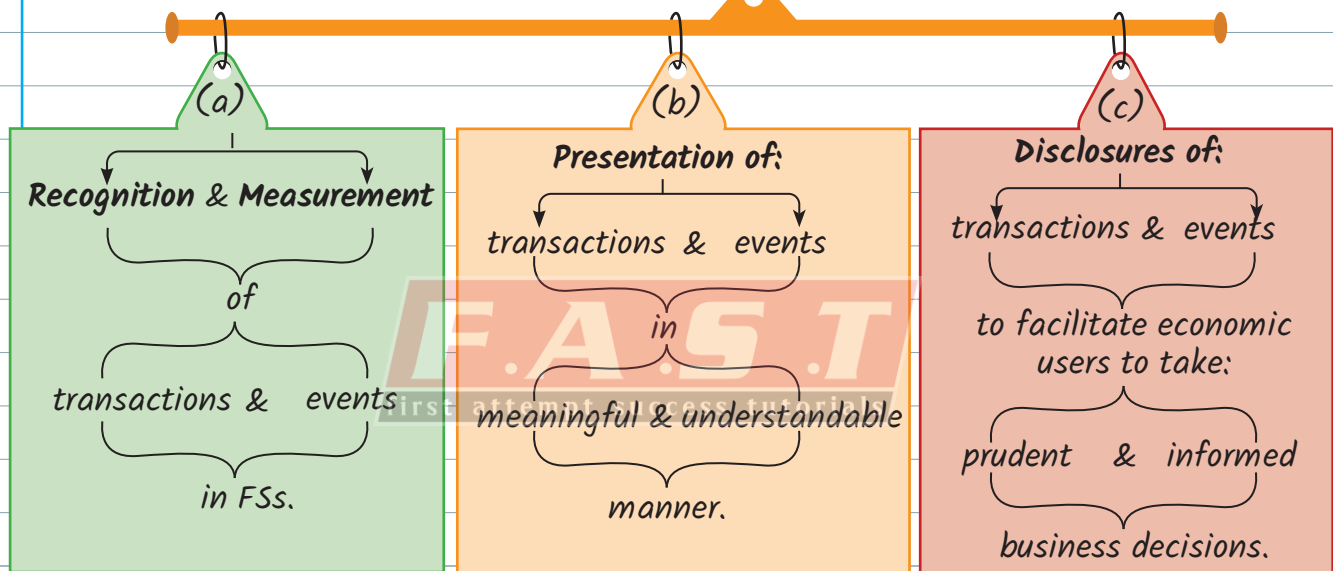 (a)
Recognition & Measurement
of
transactions & events
in FSs.
(b)
Presentation of:
transactions & events
in
meaningful & understandable
manner.
(c)
Disclosures of:
transactions & events
to facilitate economic
users to take:
prudent & informed
business decisions.
F.A.S.T
first attempt success tutorials